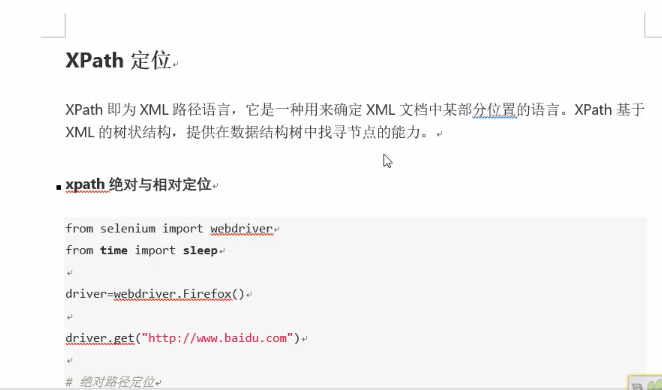 XPath 定位
XPath 即为 XML 路径语言，它是一种用来确定 XML 文档中某部分位置的语言。XPath 基于
XML 的树状结构，提供在数据结构树中找寻节点的能力。
xpath 绝对与相对定位
from selenium import webdriver
from time import sleep
driver=webdriver.Firefox()
driver.get("http://www.baidu.com")
# 绝对路径定位